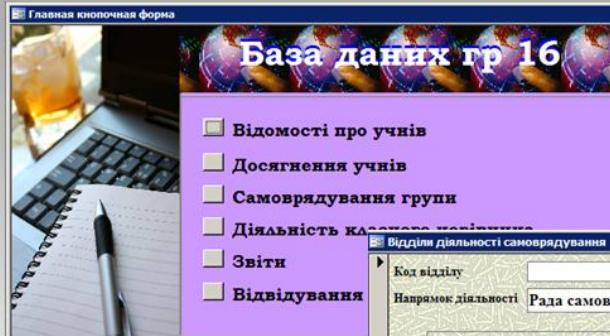 Главная кнопочная форма
База даних гр 16
Відомості про учнів
Досягнення учнів
Самоврядування групи
Діяльність
Звіти
Відвідування
Відділи діяльності самоврядування
Код відділу
Напрямок діяльності Рада самов